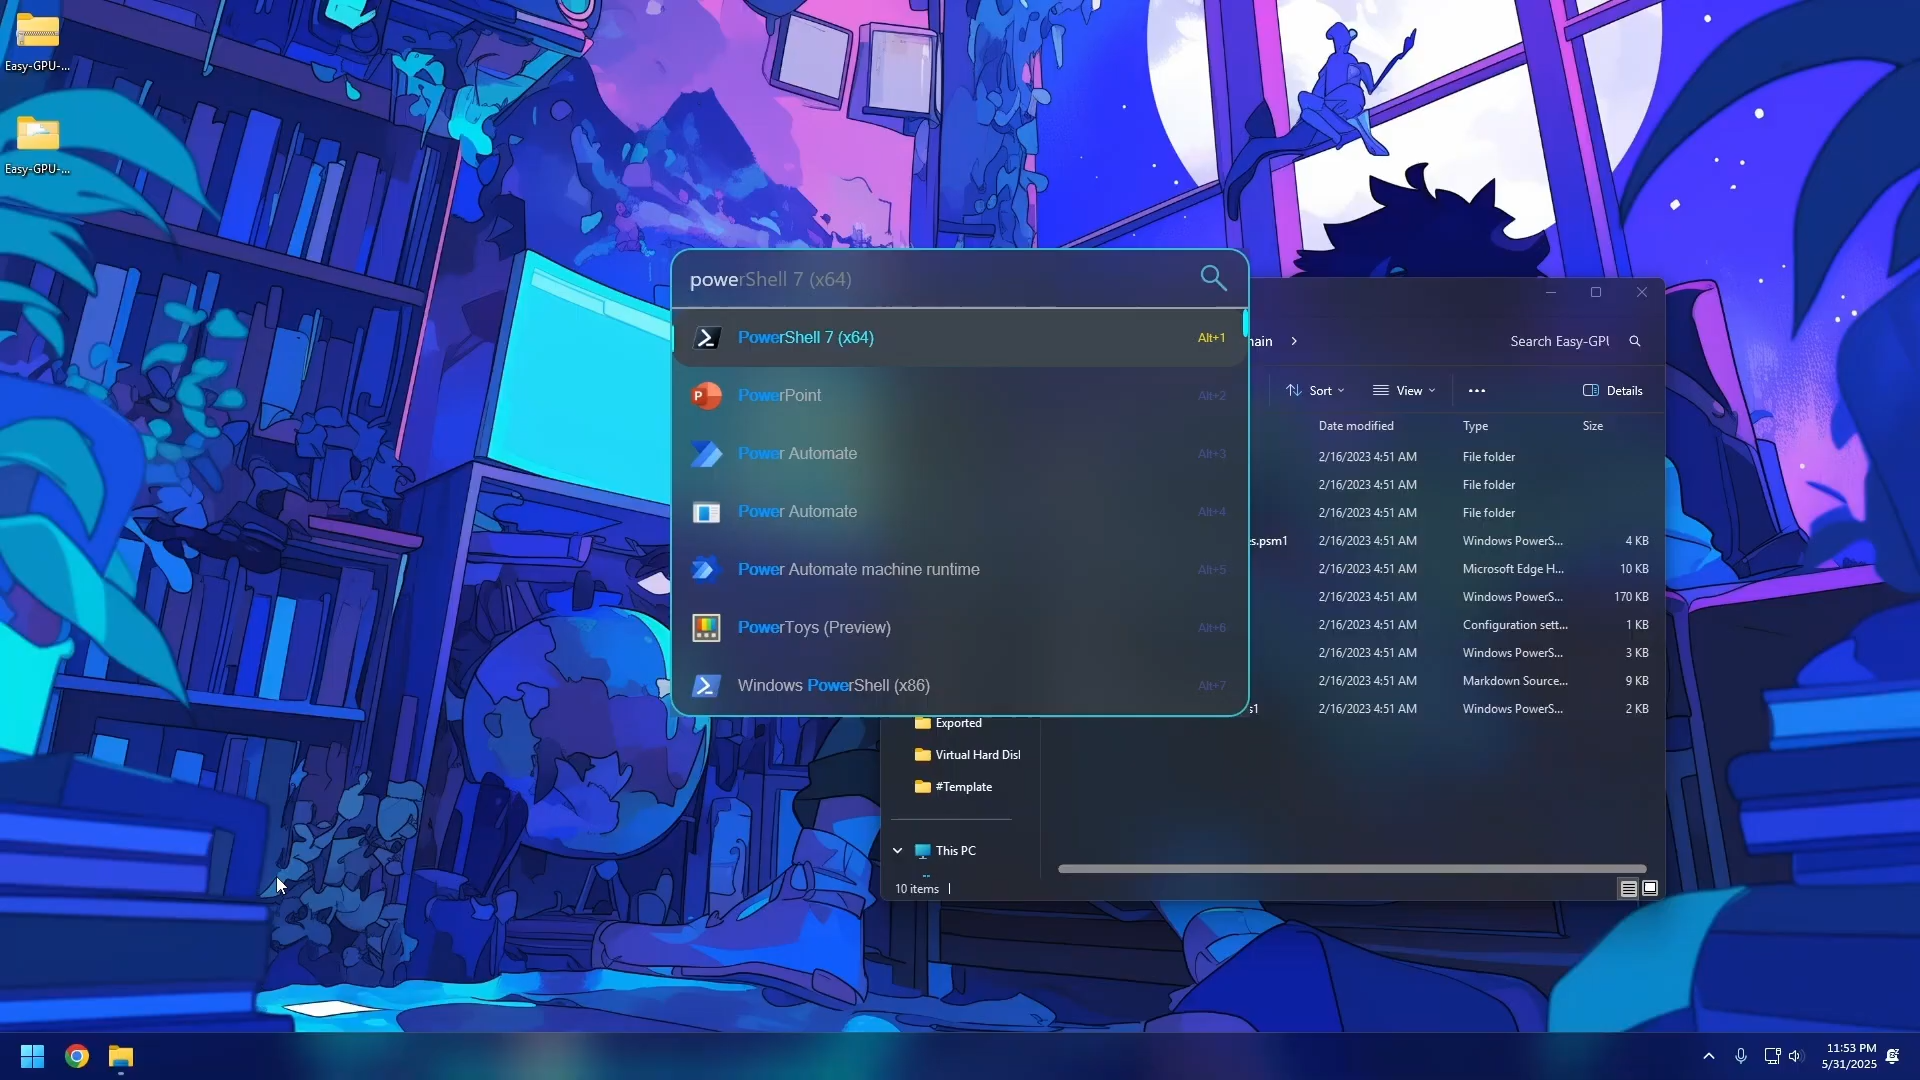 Easy-GPU-...
Easy-GPU-...
powerShell 7 (x64)
PowerShell 7 (x64) Alt+1
PowerPoint Alt+2
Power Automate Alt+3
Power Automate Alt+4
Power Automate machine runtime Alt+5
PowerToys (Preview) Alt+6
Windows PowerShell (x86) Alt+7
Search Easy-GPU
Sort View ... Details
Date modified Type Size
2/16/2023 4:51 AM File folder
2/16/2023 4:51 AM File folder
2/16/2023 4:51 AM File folder
s.psm1 2/16/2023 4:51 AM Windows PowerS... 4 KB
2/16/2023 4:51 AM Microsoft Edge H... 10 KB
2/16/2023 4:51 AM Windows PowerS... 170 KB
2/16/2023 4:51 AM Configuration sett... 1 KB
2/16/2023 4:51 AM Windows PowerS... 3 KB
2/16/2023 4:51 AM Markdown Source... 9 KB
s1 2/16/2023 4:51 AM Windows PowerS... 2 KB
Exported
Virtual Hard Disl
#Template
This PC
10 items
11:53 PM
5/31/2025